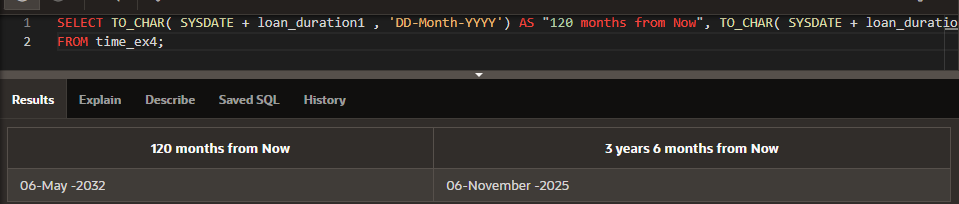 1 SELECT TO_CHAR( SYSDATE + loan_duration1 , 'DD-Month-YYYY') AS "120 months from Now", TO_CHAR( SYSDATE + loan_duratio
2 FROM time_ex4;
Results Explain Describe Saved SQL History
120 months from Now 3 years 6 months from Now
06-May -2032 06-November -2025